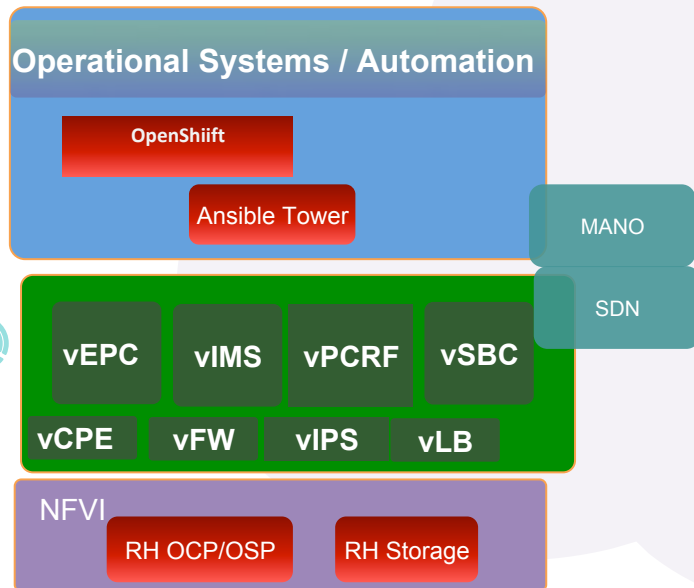 Operational Systems / Automation
OpenShiift
Ansible Tower
MANO
SDN
vEPC vIMS vPCRF vSBC
vCPE vFW vIPS vLB
NFVI
RH OCP/OSP RH Storage